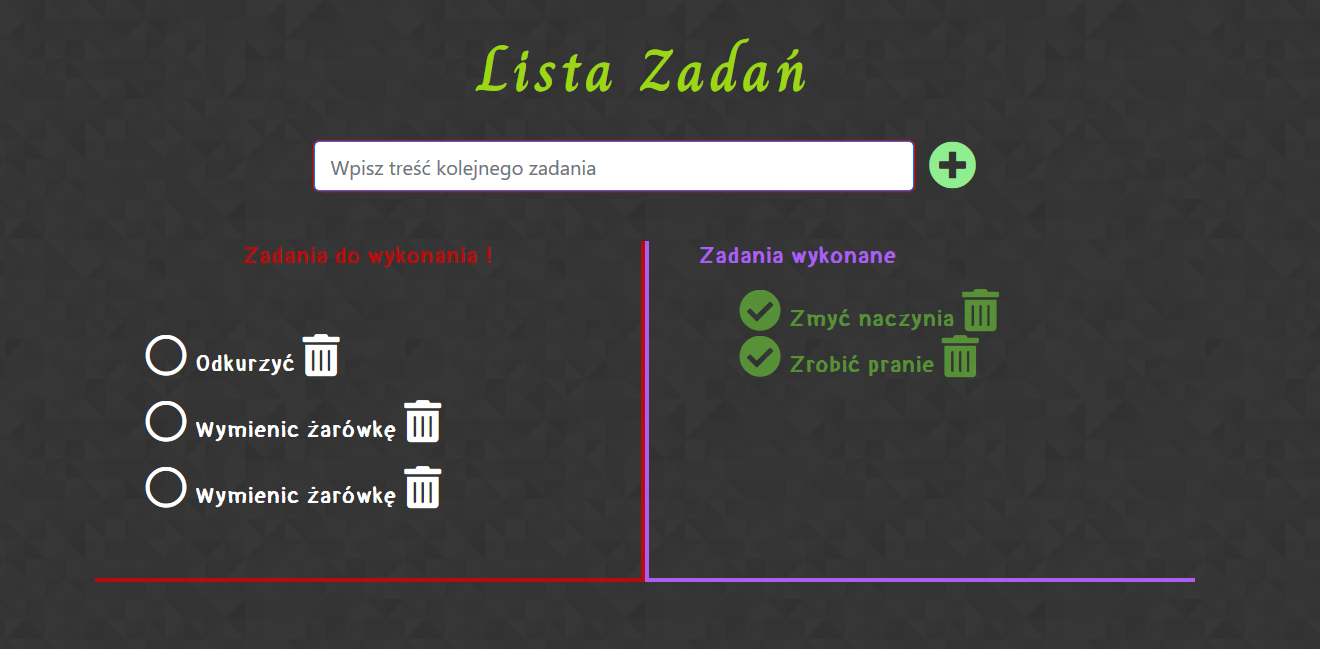 Lista Zadań
Wpisz treść kolejnego zadania
Zadania do wykonania !
Odkurzyć
Wymienic żarówkę
Wymienic żarówkę
Zadania wykonane
Zmyć naczynia
Zrobić pranie